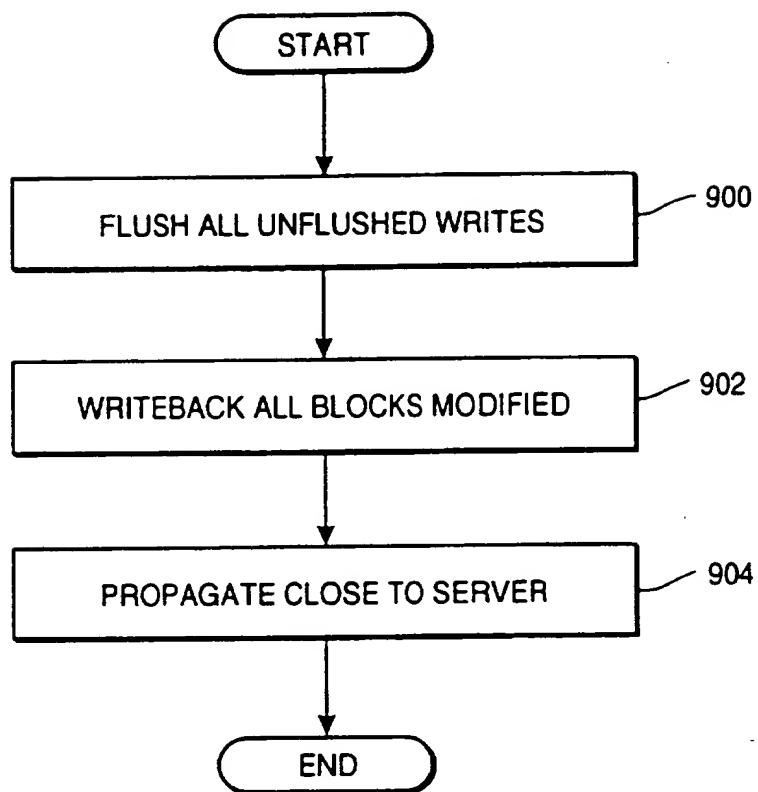 START
FLUSH ALL UNFLUSHED WRITES
900
WRITEBACK ALL BLOCKS MODIFIED
902
PROPAGATE CLOSE TO SERVER
904
END